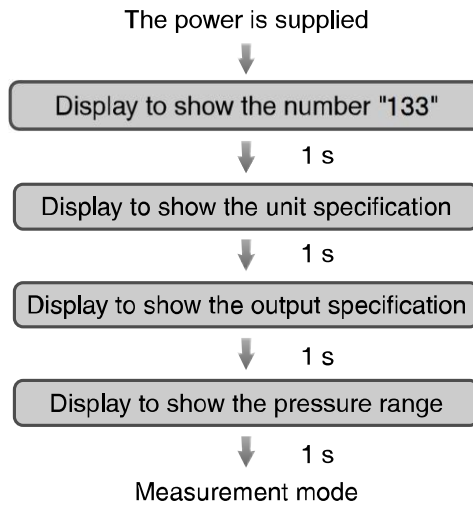 The power is supplied
Display to show the number "133"
1 s
Display to show the unit specification
1 s
Display to show the output specification
1 s
Display to show the pressure range
1 s
Measurement mode